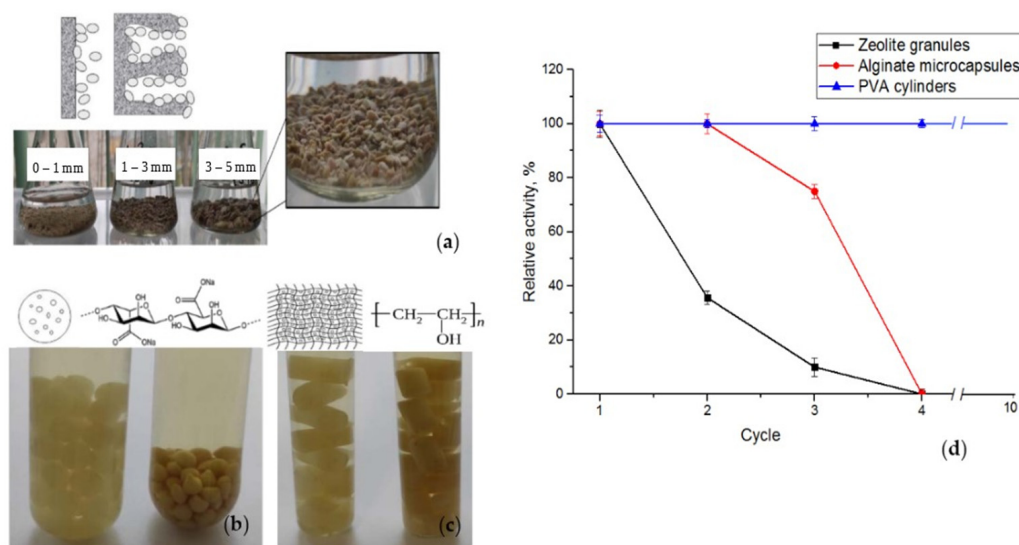 0 – 1 mm
1 – 3 mm
3 – 5 mm
(a)
ONa
O
OH
HO
O
OH
HO
ONa
[CH₂—CH₂]n
OH
(b)
(c)
Zeolite granules
Alginate microcapsules
PVA cylinders
Relative activity, %
120
100
80
60
40
20
0
1
2
3
4
10
Cycle
(d)